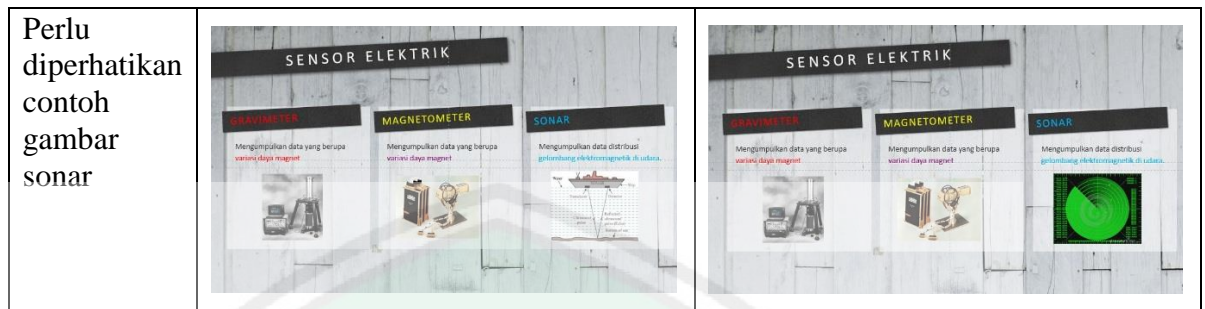 Perlu
diperhatikan
contoh
gambar
sonar
SENSOR ELEKTRIK
GRAVIMETER
Mengumpulkan data yang berupa
variasi daya magnet
MAGNETOMETER
Mengumpulkan data yang berupa
variasi daya magnet
SONAR
Mengumpulkan data distribusi
gelombang elektromagnetik di udara.
SENSOR ELEKTRIK
GRAVIMETER
Mengumpulkan data yang berupa
variasi daya magnet
MAGNETOMETER
Mengumpulkan data yang berupa
variasi daya magnet
SONAR
Mengumpulkan data distribusi
gelombang elektromagnetik di udara.